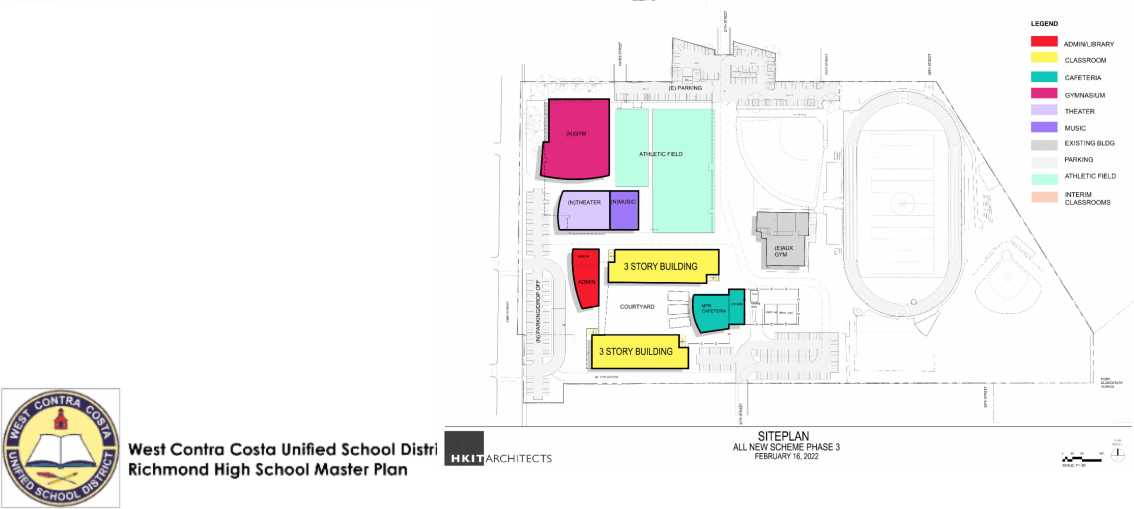 LEGEND
ADMIN/LIBRARY
CLASSROOM
CAFETERIA
GYMNASIUM
THEATER
MUSIC
EXISTING BLDG
PARKING
ATHLETIC FIELD
INTERIM
CLASSROOMS
24TH STREET
(E) PARKING
(N)GYM
ATHLETIC FIELD
(N)THEATER
(N)MUSIC
(E)AUX
GYM
3 STORY BUILDING
ADMIN
COURTYARD
MPR
CAFETERIA
(N) PARKING/DROP OFF
3 STORY BUILDING
WEST CONTRA COSTA
UNIFIED SCHOOL DISTRICT
West Contra Costa Unified School Distri
Richmond High School Master Plan
HKIT ARCHITECTS
SITEPLAN
ALL NEW SCHEME PHASE 3
FEBRUARY 16, 2022